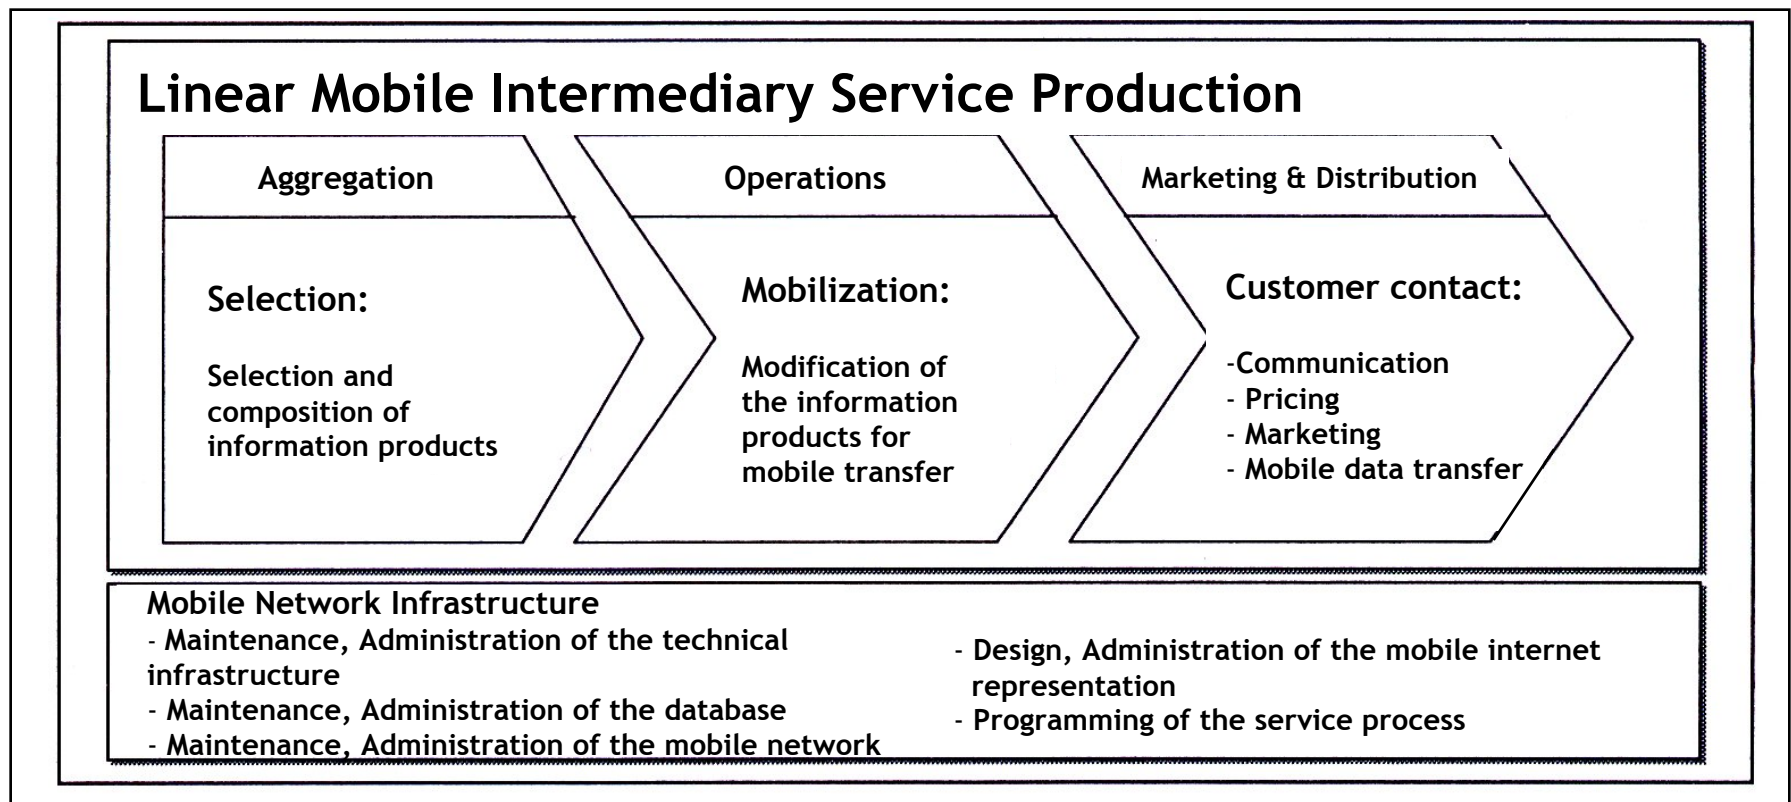 Linear Mobile Intermediary Service Production
Aggregation
Selection:
Selection and
composition of
information products
Operations
Mobilization:
Modification of
the information
products for
mobile transfer
Marketing & Distribution
Customer contact:
-Communication
- Pricing
- Marketing
- Mobile data transfer
Mobile Network Infrastructure
- Maintenance, Administration of the technical
infrastructure
- Maintenance, Administration of the database
- Maintenance, Administration of the mobile network
- Design, Administration of the mobile internet
representation
- Programming of the service process